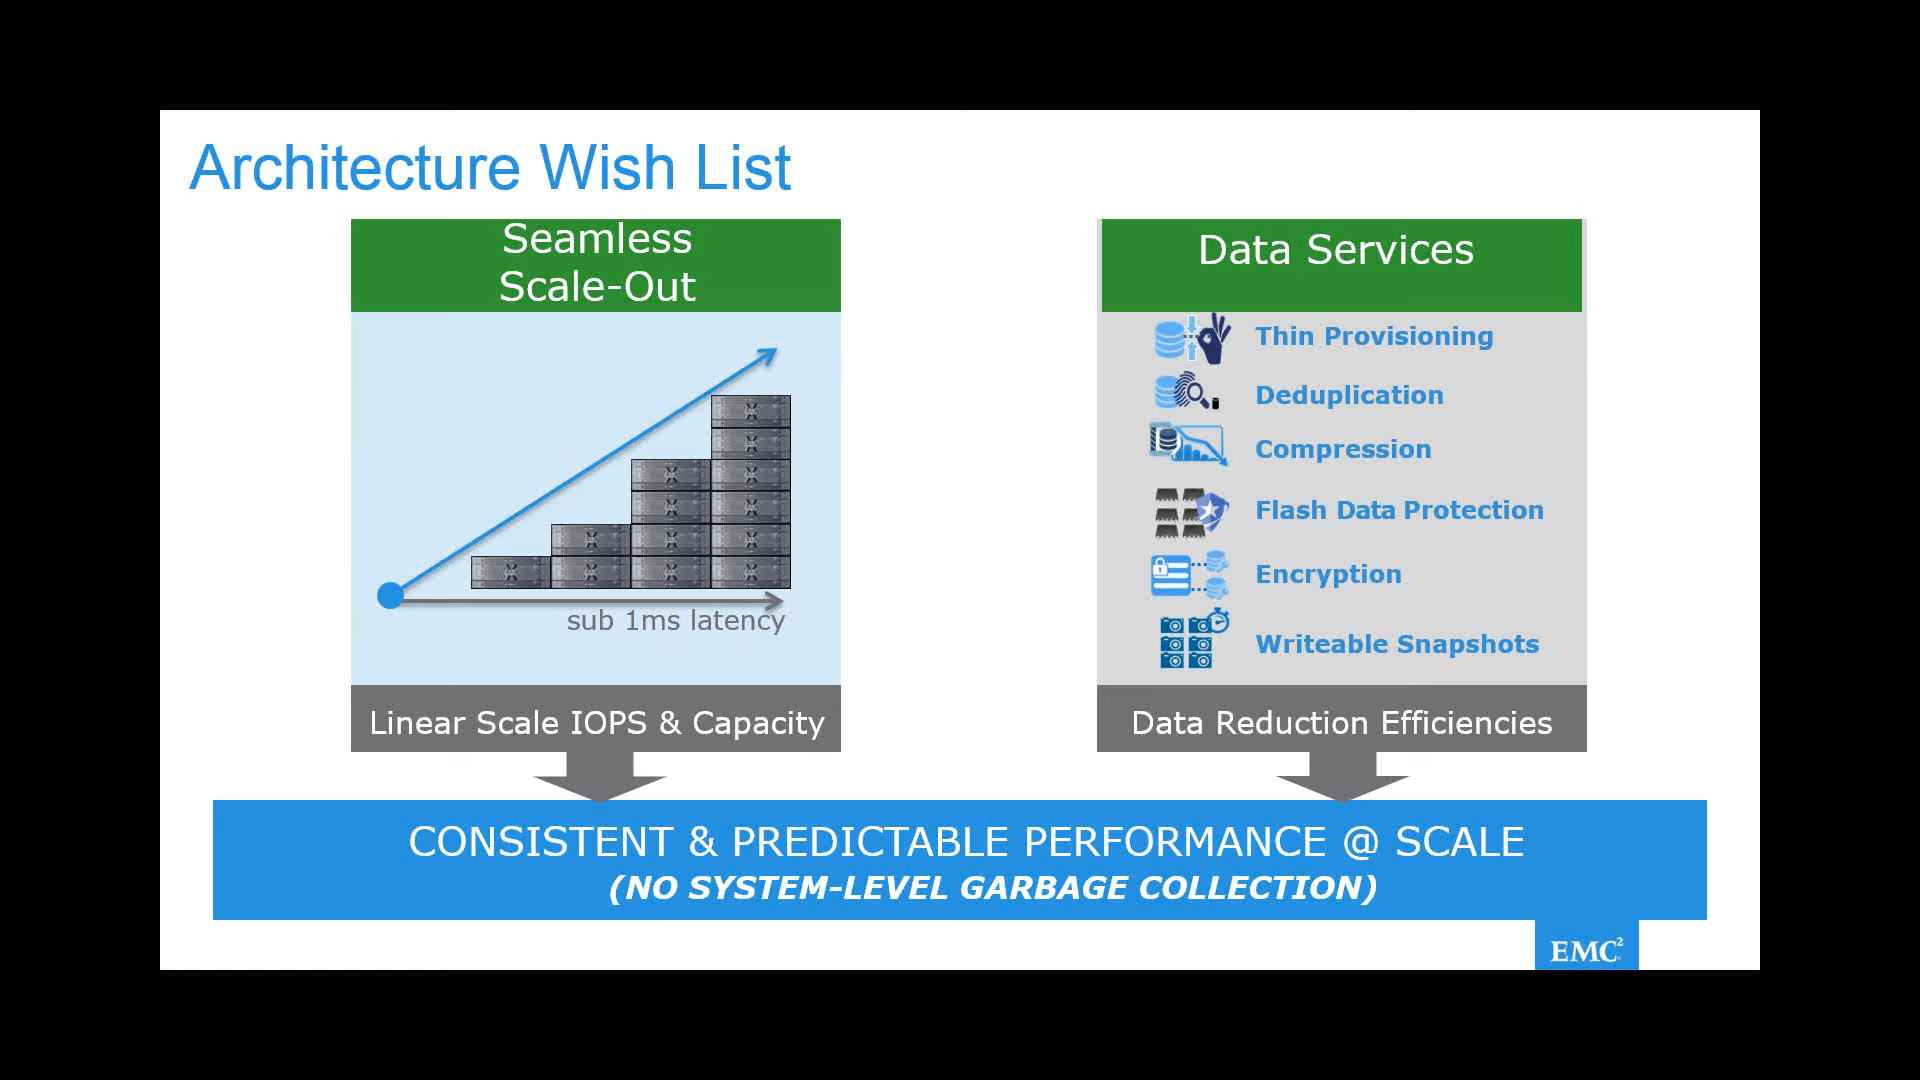 Architecture Wish List
Seamless
Scale-Out
sub 1ms latency
Linear Scale IOPS & Capacity
Data Services
Thin Provisioning
Deduplication
Compression
Flash Data Protection
Encryption
Writeable Snapshots
Data Reduction Efficiencies
CONSISTENT & PREDICTABLE PERFORMANCE @ SCALE
(NO SYSTEM-LEVEL GARBAGE COLLECTION)
EMC²